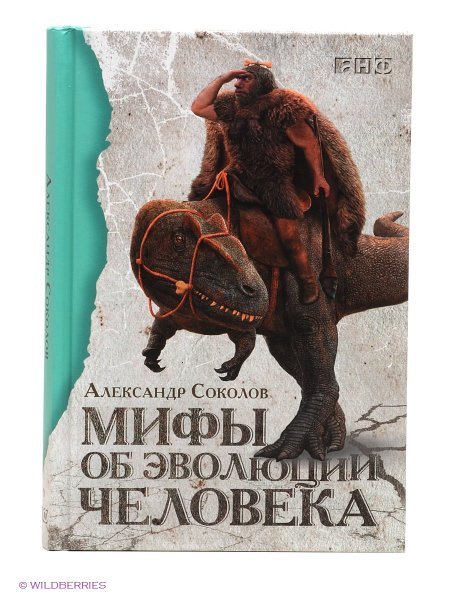 АНФ
Александр Соколов
Александр Соколов
МИФЫ
ОБ ЭВОЛЮЦИИ
ЧЕЛОВЕКА
© WILDBERRIES